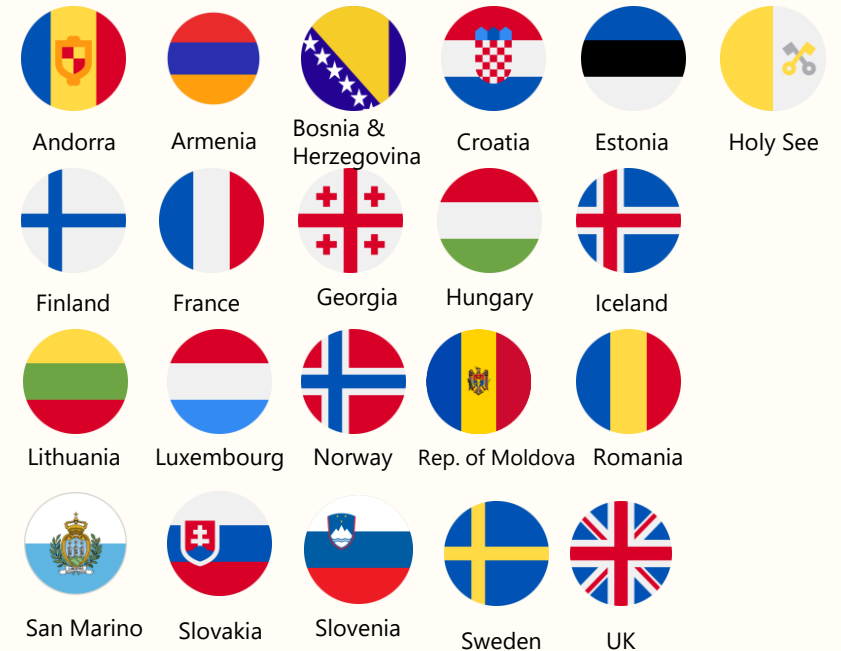 Andorra
Armenia
Bosnia &
Herzegovina
Croatia
Estonia
Holy See
Finland
France
Georgia
Hungary
Iceland
Lithuania
Luxembourg
Norway
Rep. of Moldova
Romania
San Marino
Slovakia
Slovenia
Sweden
UK